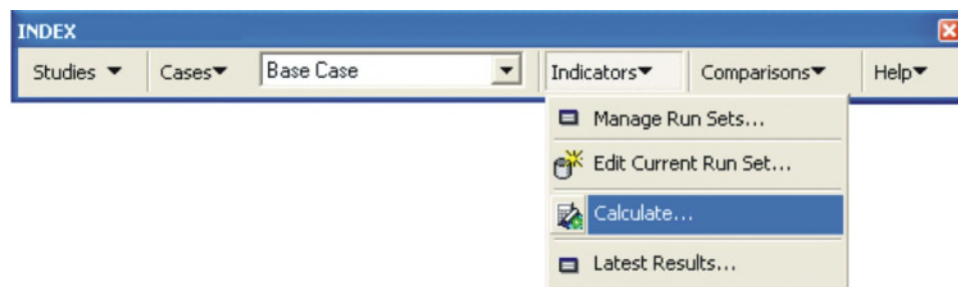 INDEX
Studies Cases Base Case Indicators Comparisons Help
Manage Run Sets...
Edit Current Run Set...
Calculate...
Latest Results...